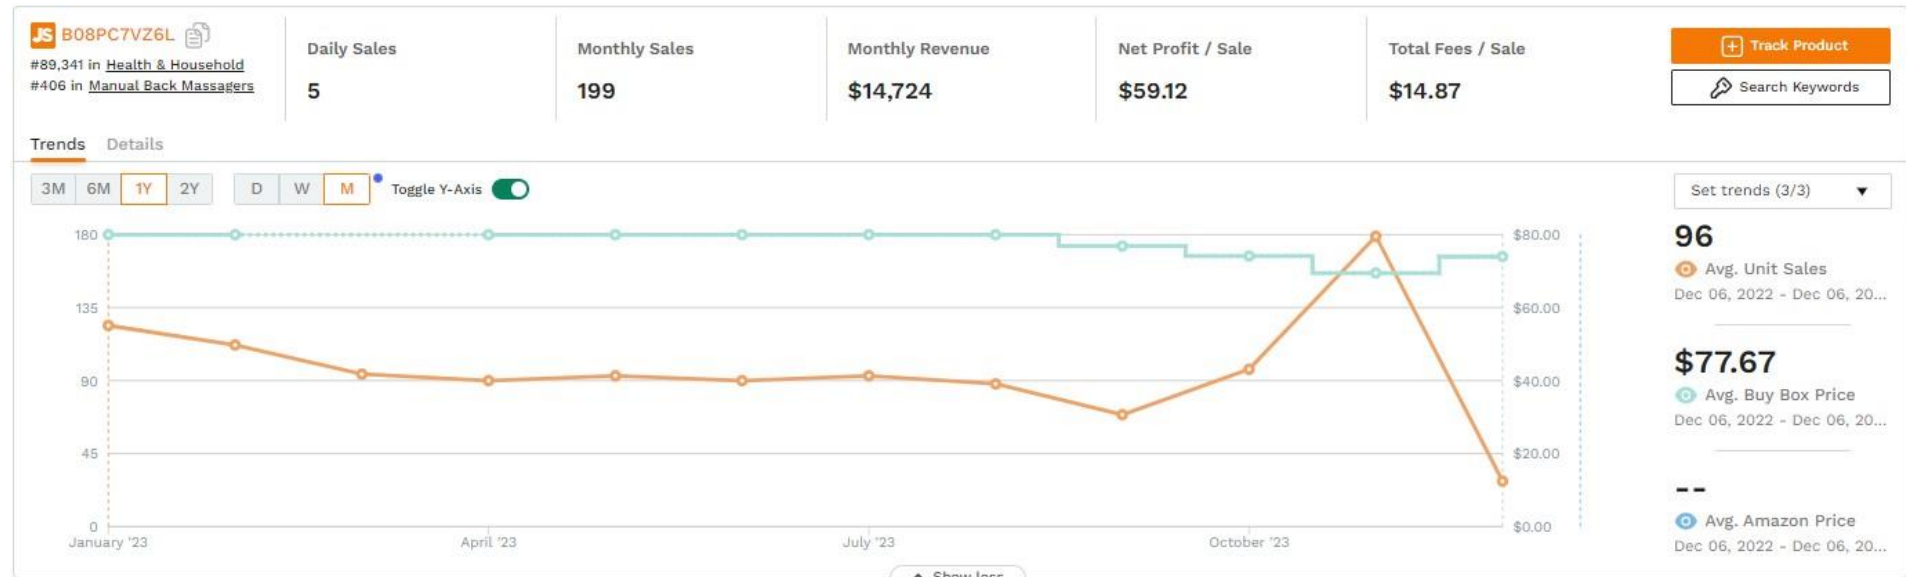 JS B08PC7VZ6L
#89,341 in Health & Household
#406 in Manual Back Massagers
Daily Sales
5
Monthly Sales
199
Monthly Revenue
$14,724
Net Profit / Sale
$59.12
Total Fees / Sale
$14.87
Track Product
Search Keywords
Trends Details
3M 6M 1Y 2Y D W M Toggle Y-Axis
Set trends (3/3)
180
135
90
45
0
$80.00
$60.00
$40.00
$20.00
$0.00
January '23 April '23 July '23 October '23
96
Avg. Unit Sales
Dec 06, 2022 - Dec 06, 20...
$77.67
Avg. Buy Box Price
Dec 06, 2022 - Dec 06, 20...
--
Avg. Amazon Price
Dec 06, 2022 - Dec 06, 20...
Show less